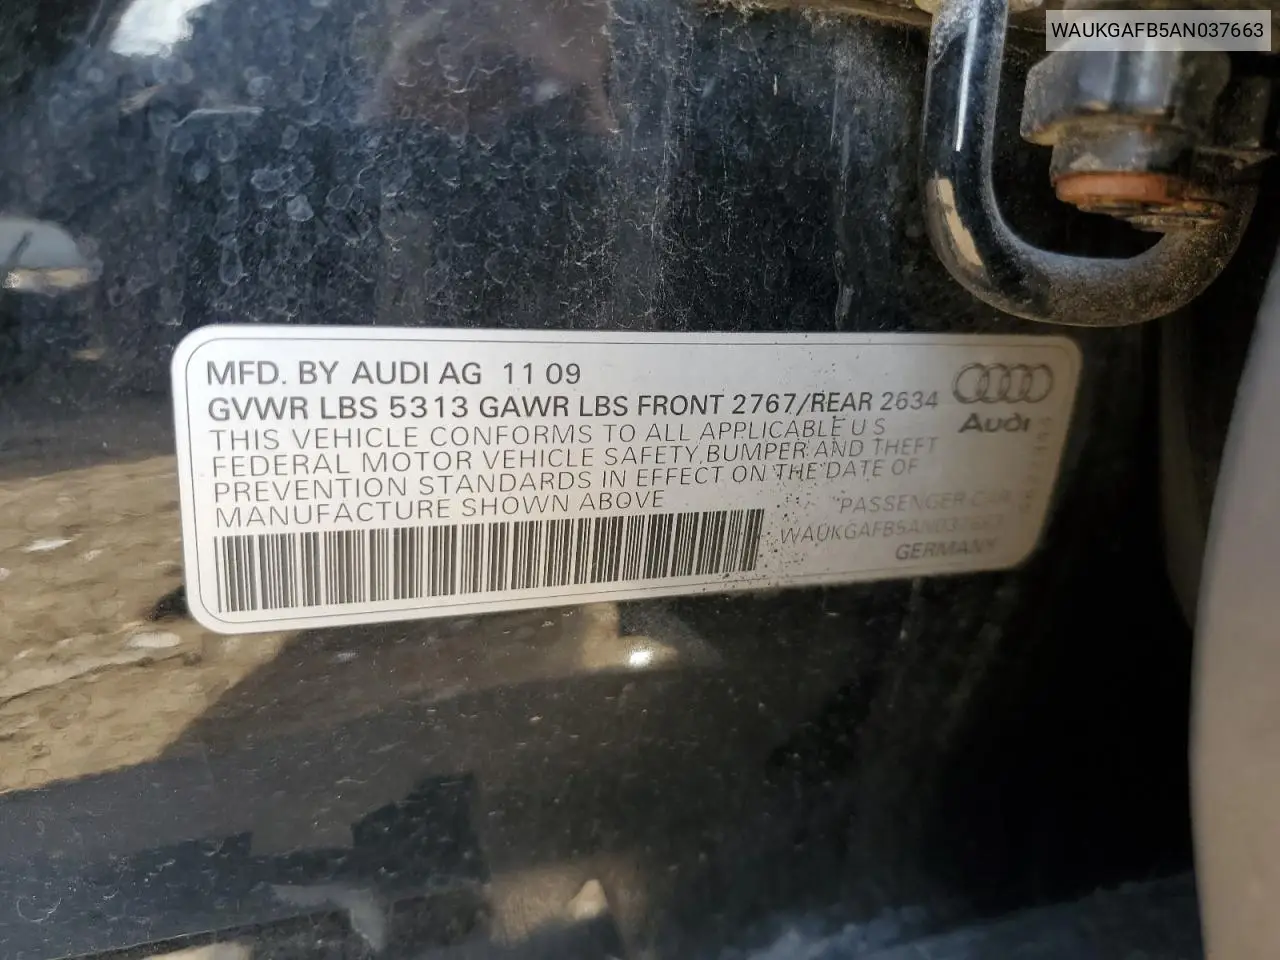 WAUKGAFB5AN037663
MFD. BY AUDI AG 11 09
GVWR LBS 5313 GAWR LBS FRONT 2767/REAR 2634
Audi
THIS VEHICLE CONFORMS TO ALL APPLICABLE U S
FEDERAL MOTOR VEHICLE SAFETY, BUMPER AND THEFT
PREVENTION STANDARDS IN EFFECT ON THE DATE OF
MANUFACTURE SHOWN ABOVE
PASSENGER CAR
WAUKGAFB5AN037663
GERMANY